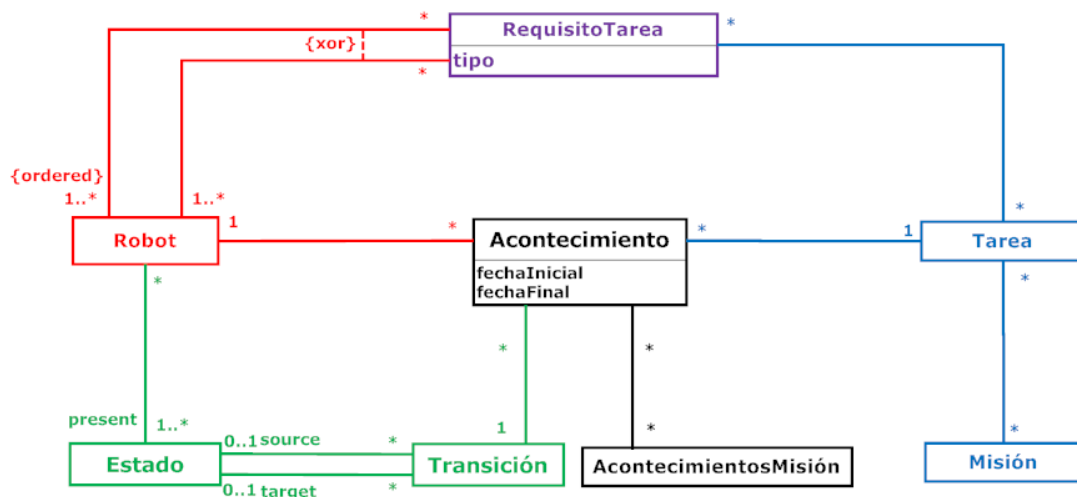 *
RequisitoTarea
*
{xor}
tipo
*
{ordered}
1..*
1..*
1
*
*
1
*
Robot
Acontecimiento
Tarea
fechaInicial
fechaFinal
*
*
*
*
present
1..*
1
*
*
0..1 source
*
Estado
Transición
AcontecimientosMisión
Misión
0..1 target
*